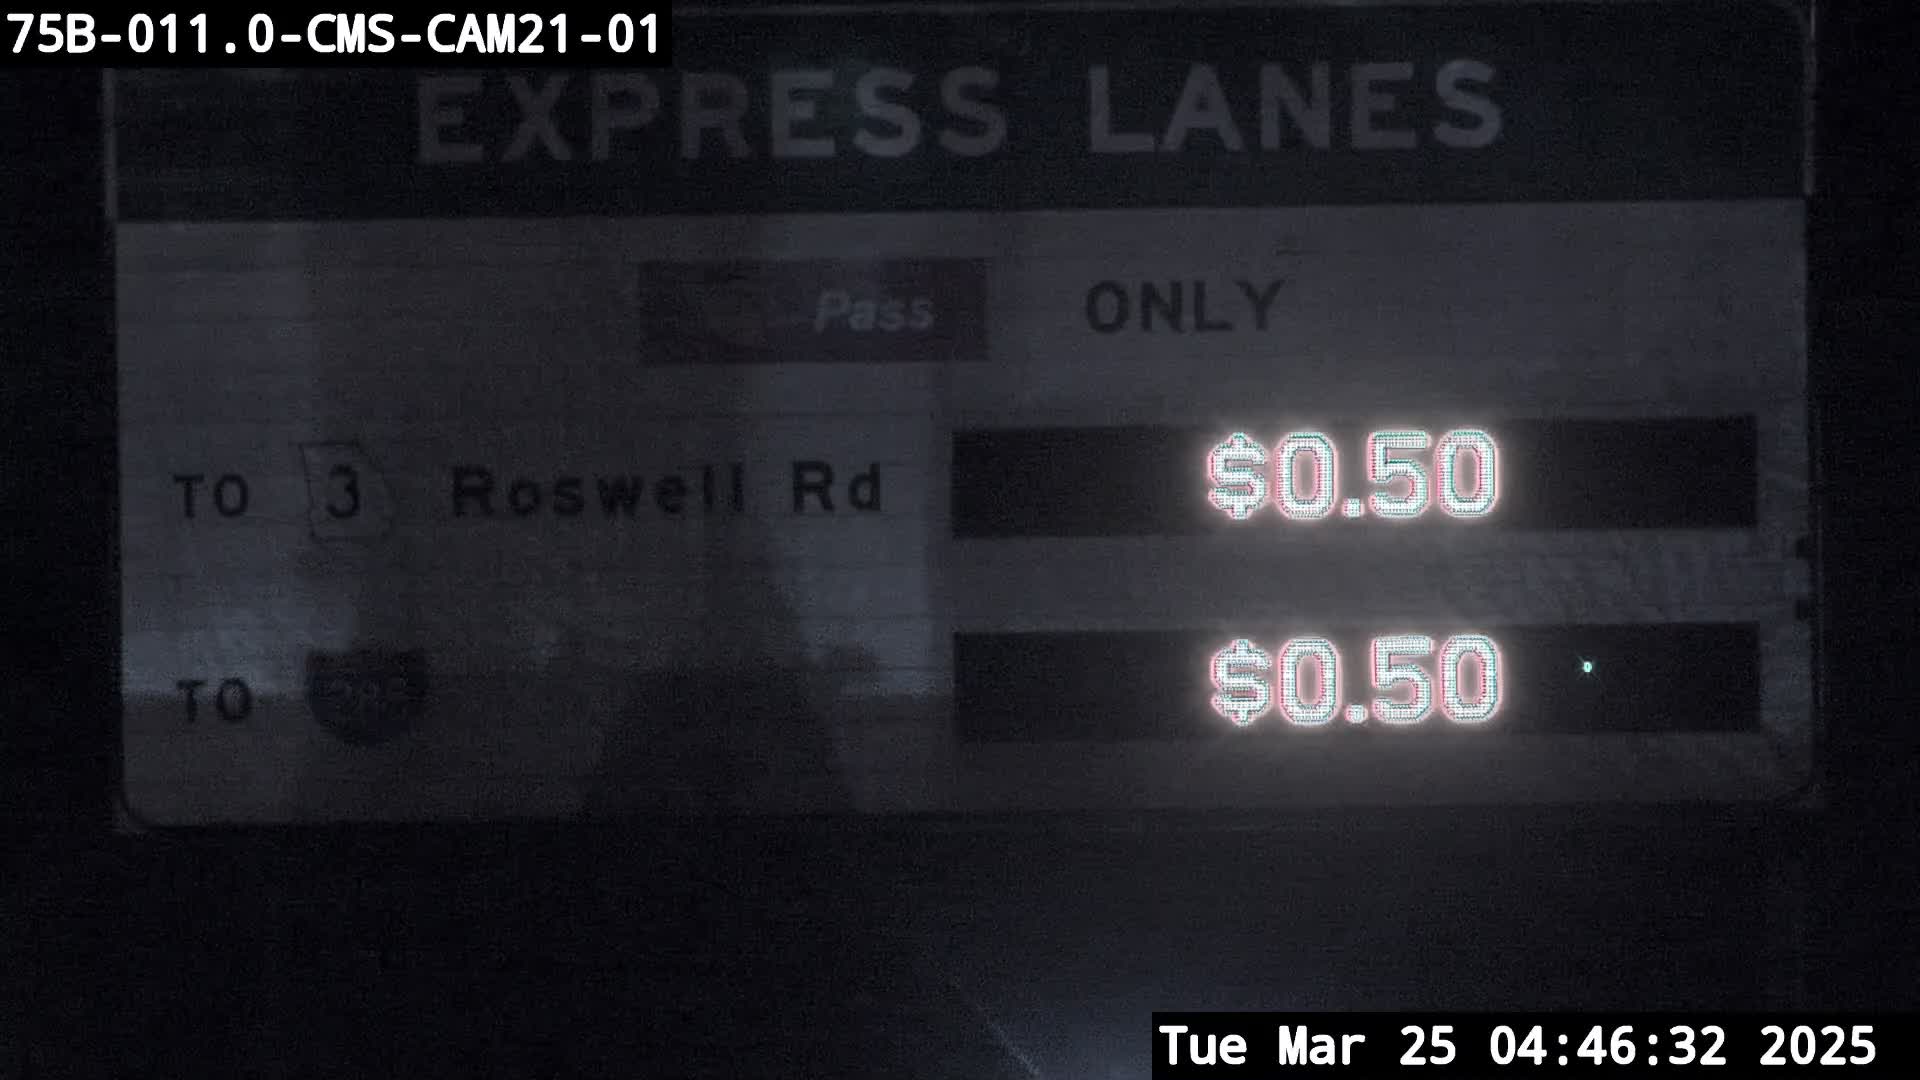 75B-011.0-CMS-CAM21-01
EXPRESS LANES
Pass ONLY
TO 3 Roswell Rd $0.50
TO $0.50
Tue Mar 25 04:46:32 2025